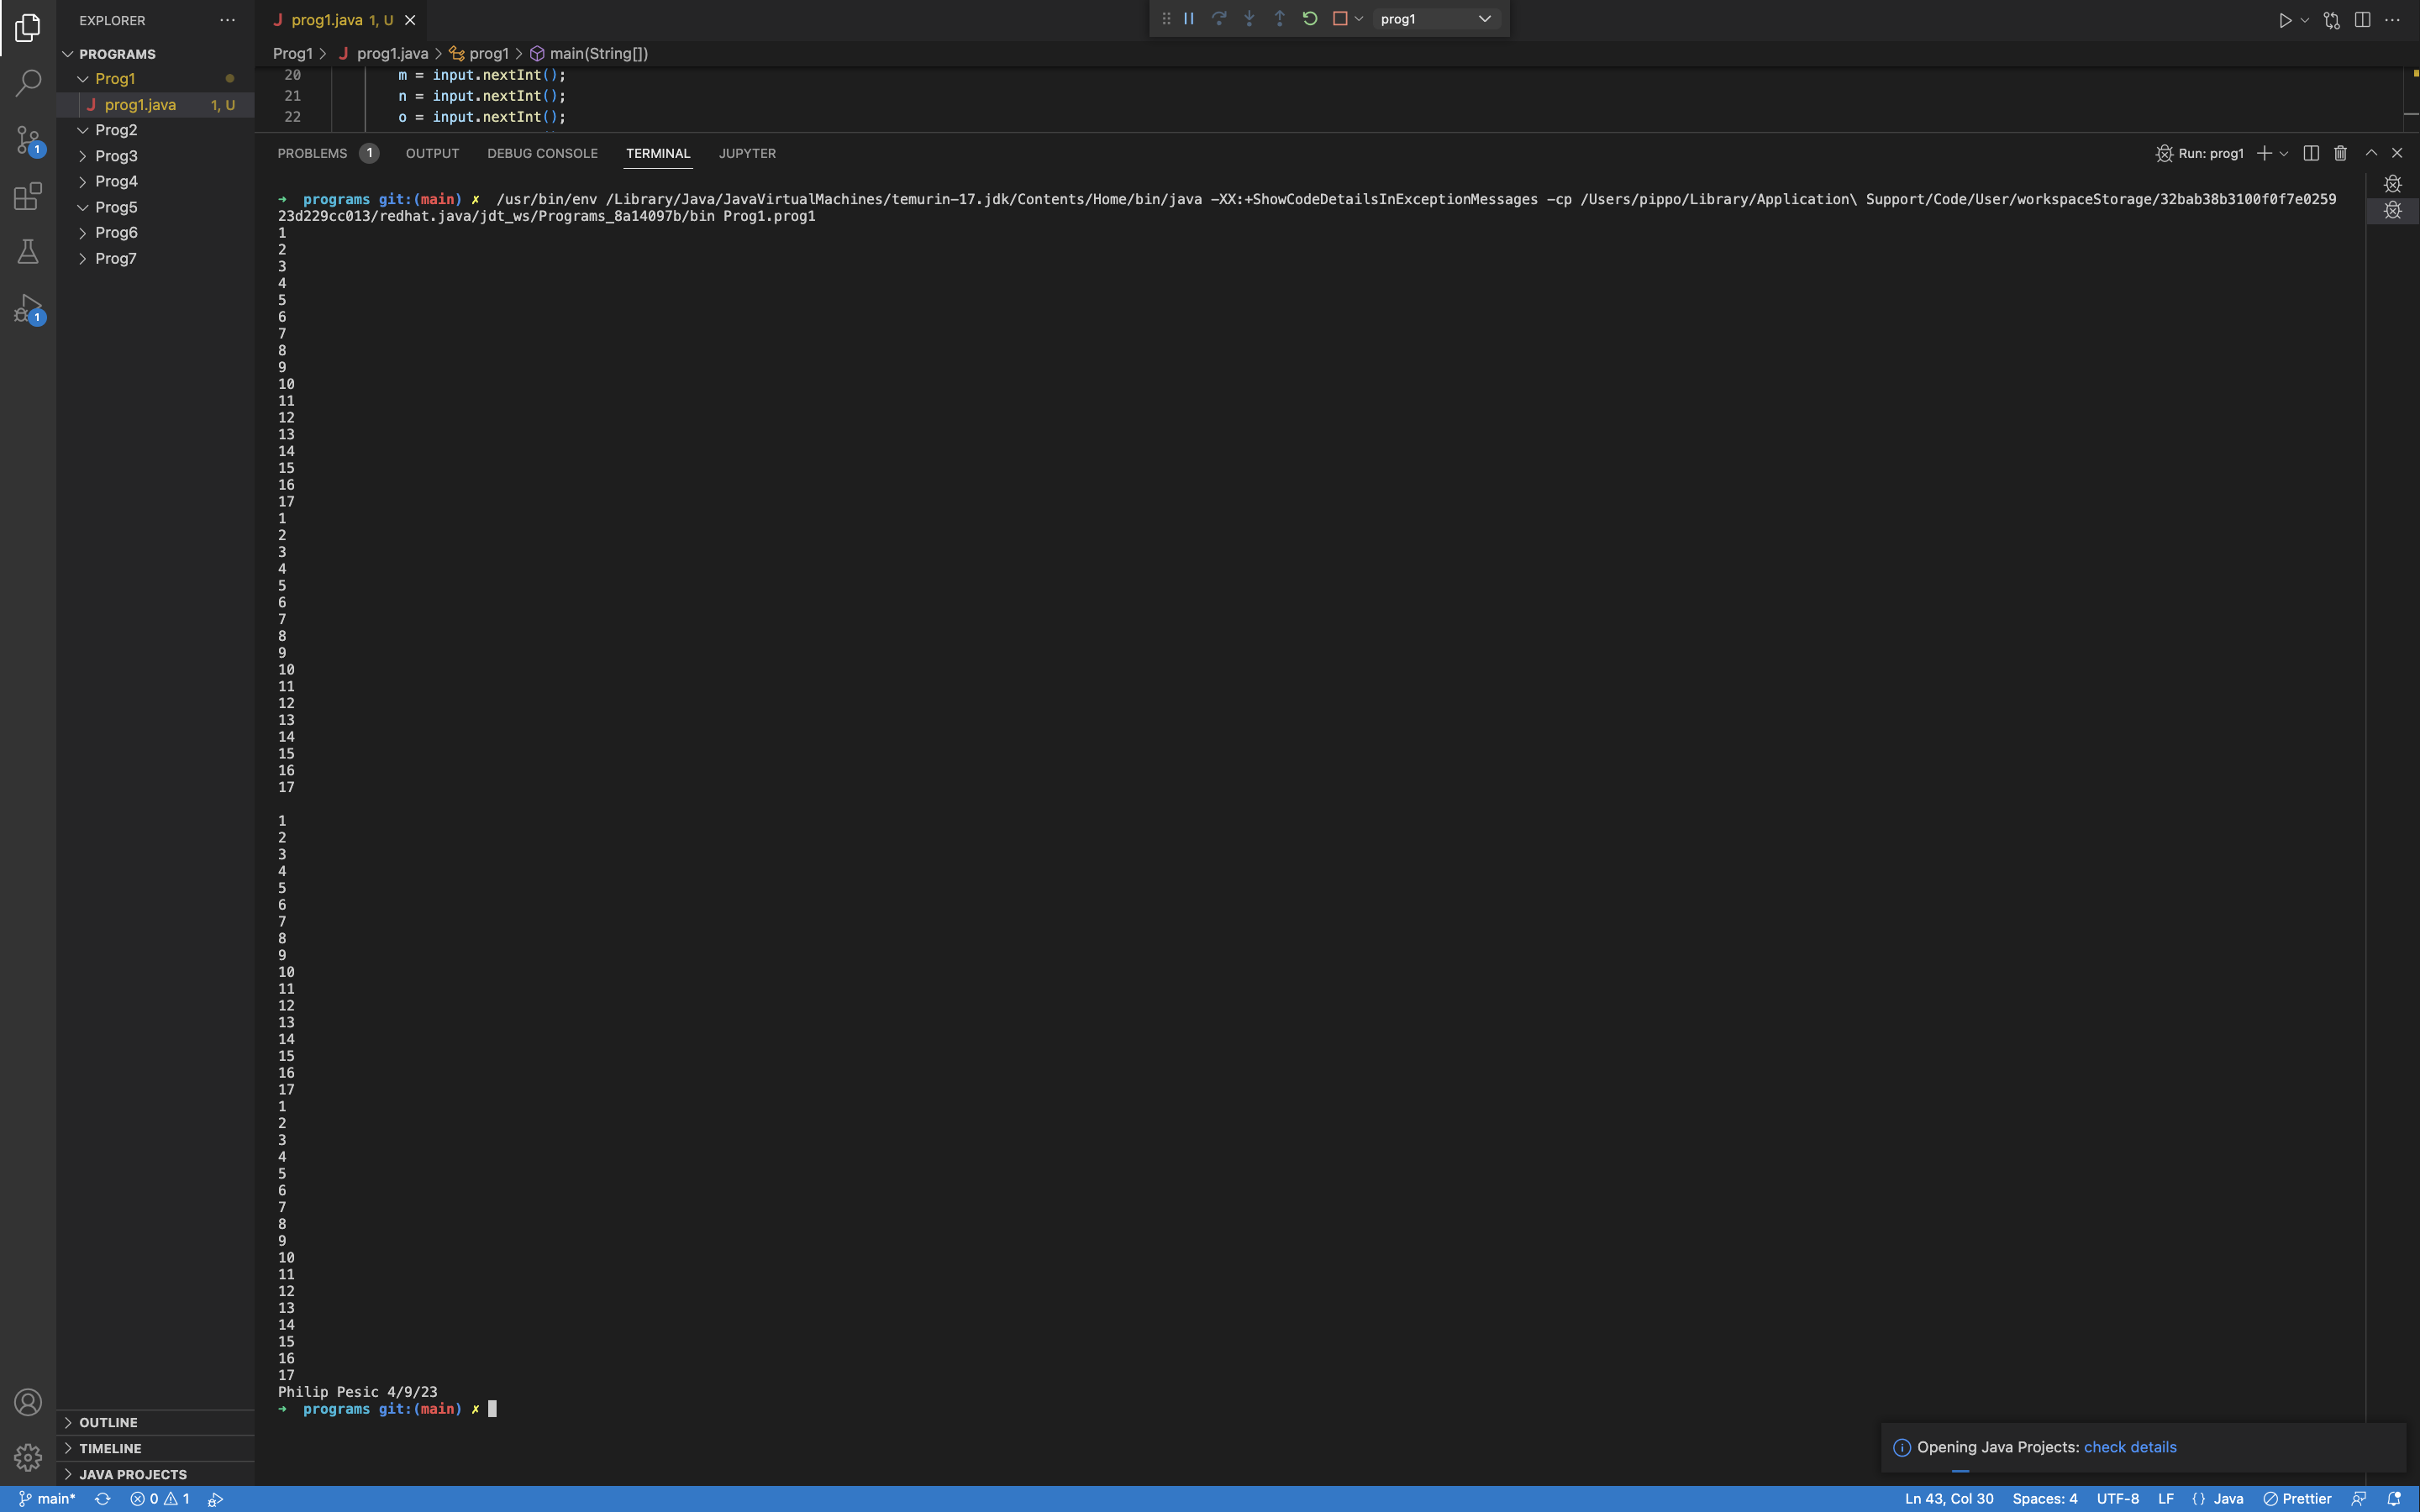 EXPLORER
prog1.java 1, U
prog1
PROGRAMS
Prog1
prog1.java 1, U
Prog2
Prog3
Prog4
Prog5
Prog6
Prog7
OUTLINE
TIMELINE
JAVA PROJECTS
1
1
Prog1 > prog1.java > prog1 > main(String[])
20 m = input.nextInt();
21 n = input.nextInt();
22 o = input.nextInt();
PROBLEMS 1 OUTPUT DEBUG CONSOLE TERMINAL JUPYTER
Run: prog1
➜ programs git:(main) ✗ /usr/bin/env /Library/Java/JavaVirtualMachines/temurin-17.jdk/Contents/Home/bin/java -XX:+ShowCodeDetailsInExceptionMessages -cp /Users/pippo/Library/Application\ Support/Code/User/workspaceStorage/32bab38b3100f0f7e0259
23d229cc013/redhat.java/jdt_ws/Programs_8a14097b/bin Prog1.prog1
1
2
3
4
5
6
7
8
9
10
11
12
13
14
15
16
17
1
2
3
4
5
6
7
8
9
10
11
12
13
14
15
16
17
1
2
3
4
5
6
7
8
9
10
11
12
13
14
15
16
17
1
2
3
4
5
6
7
8
9
10
11
12
13
14
15
16
17
Philip Pesic 4/9/23
➜ programs git:(main) ✗
Opening Java Projects: check details
main* 0 1 Ln 43, Col 30 Spaces: 4 UTF-8 LF {} Java Prettier